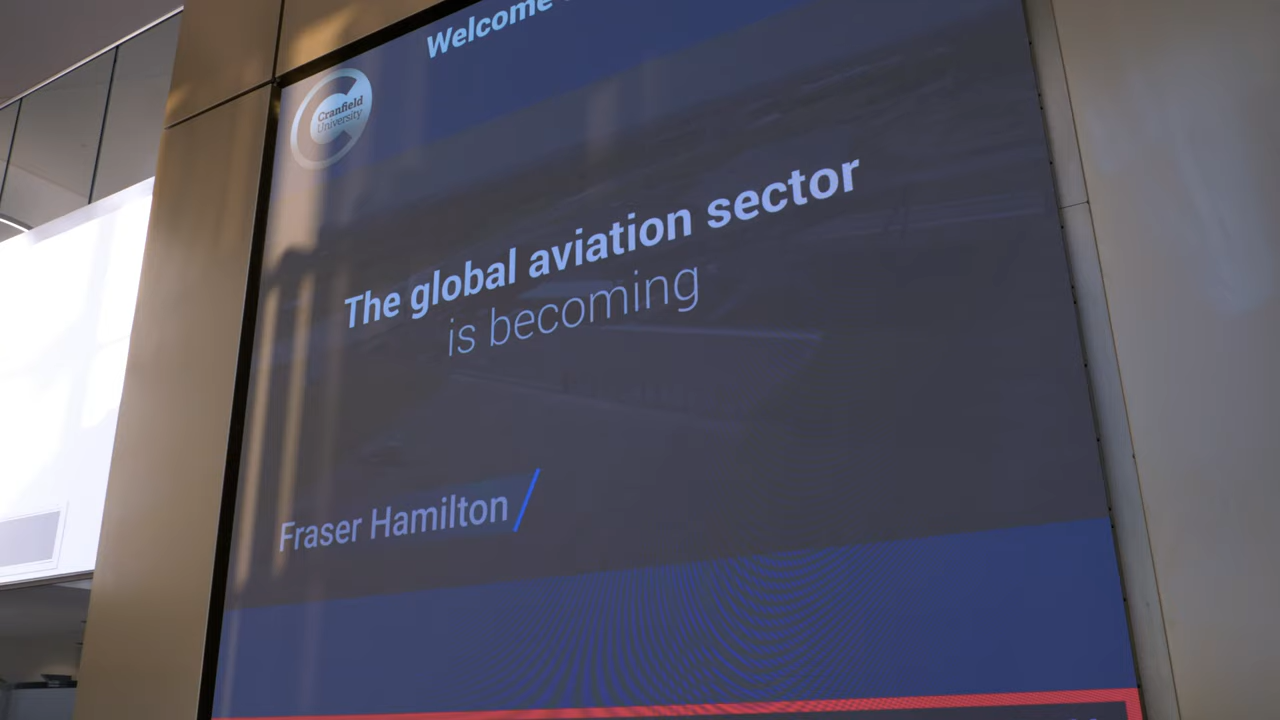 Welcome
Cranfield
University
The global aviation sector
is becoming
Fraser Hamilton